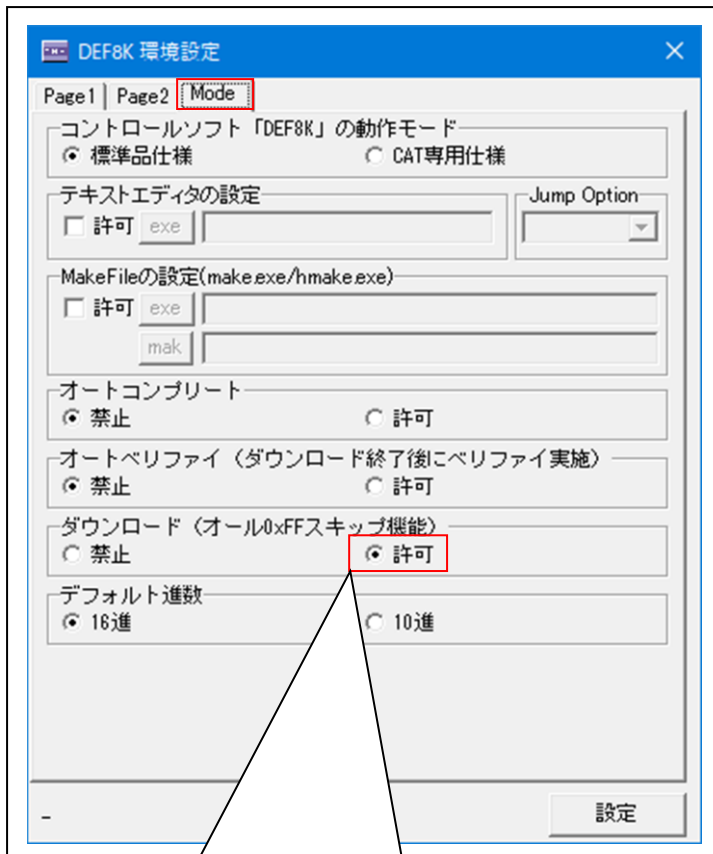 DEF8K 環境設定
Page1 Page2 Mode
コントロールソフト「DEF8K」の動作モード
標準品仕様 CAT専用仕様
テキストエディタの設定 Jump Option
許可 exe
MakeFileの設定(make.exe/hmake.exe)
許可 exe
mak
オートコンプリート
禁止 許可
オートベリファイ（ダウンロード終了後にベリファイ実施）
禁止 許可
ダウンロード（オール0xFFスキップ機能）
禁止 許可
デフォルト進数
16進 10進
- 設定